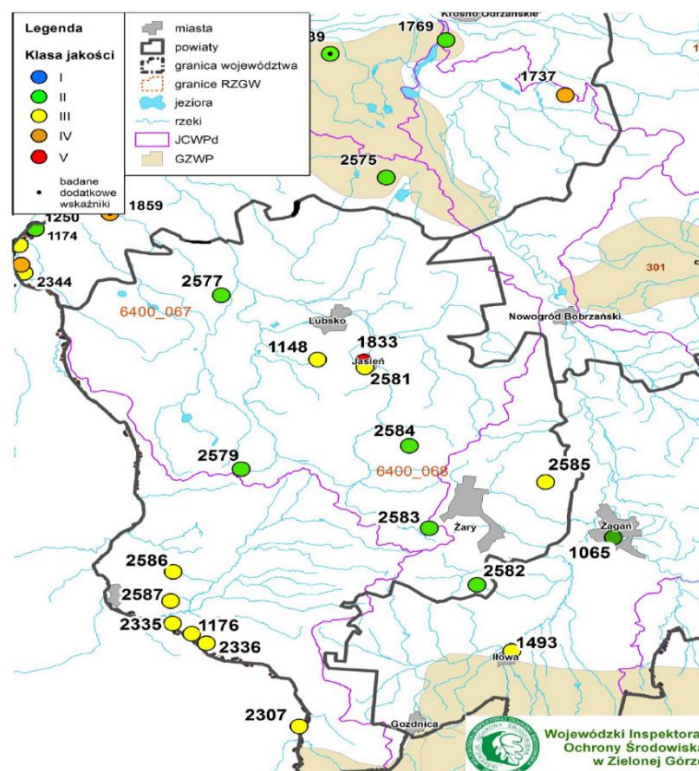 Legenda
Klasa jakości
I
II
III
IV
V
badane
dodatkowe
wskaźniki
miasta
powiaty
granica województwa
granice RZGW
jeziora
rzeki
JCWPd
GZWP
Krosno Odrzańskie
39
1769
1737
2575
1859
1250
1174
2344
2577
6400_067
Lubsko
301
Nowogród Bobrzański
1148
1833
Jasień
2581
2584
2579
6400_068
2585
2583
Żary
Żagań
1065
2586
2582
2587
2335
1176
2336
1493
Iłowa
2307
Gozdnica
Wojewódzki Inspektora
Ochrony Środowiska
w Zielonej Górze